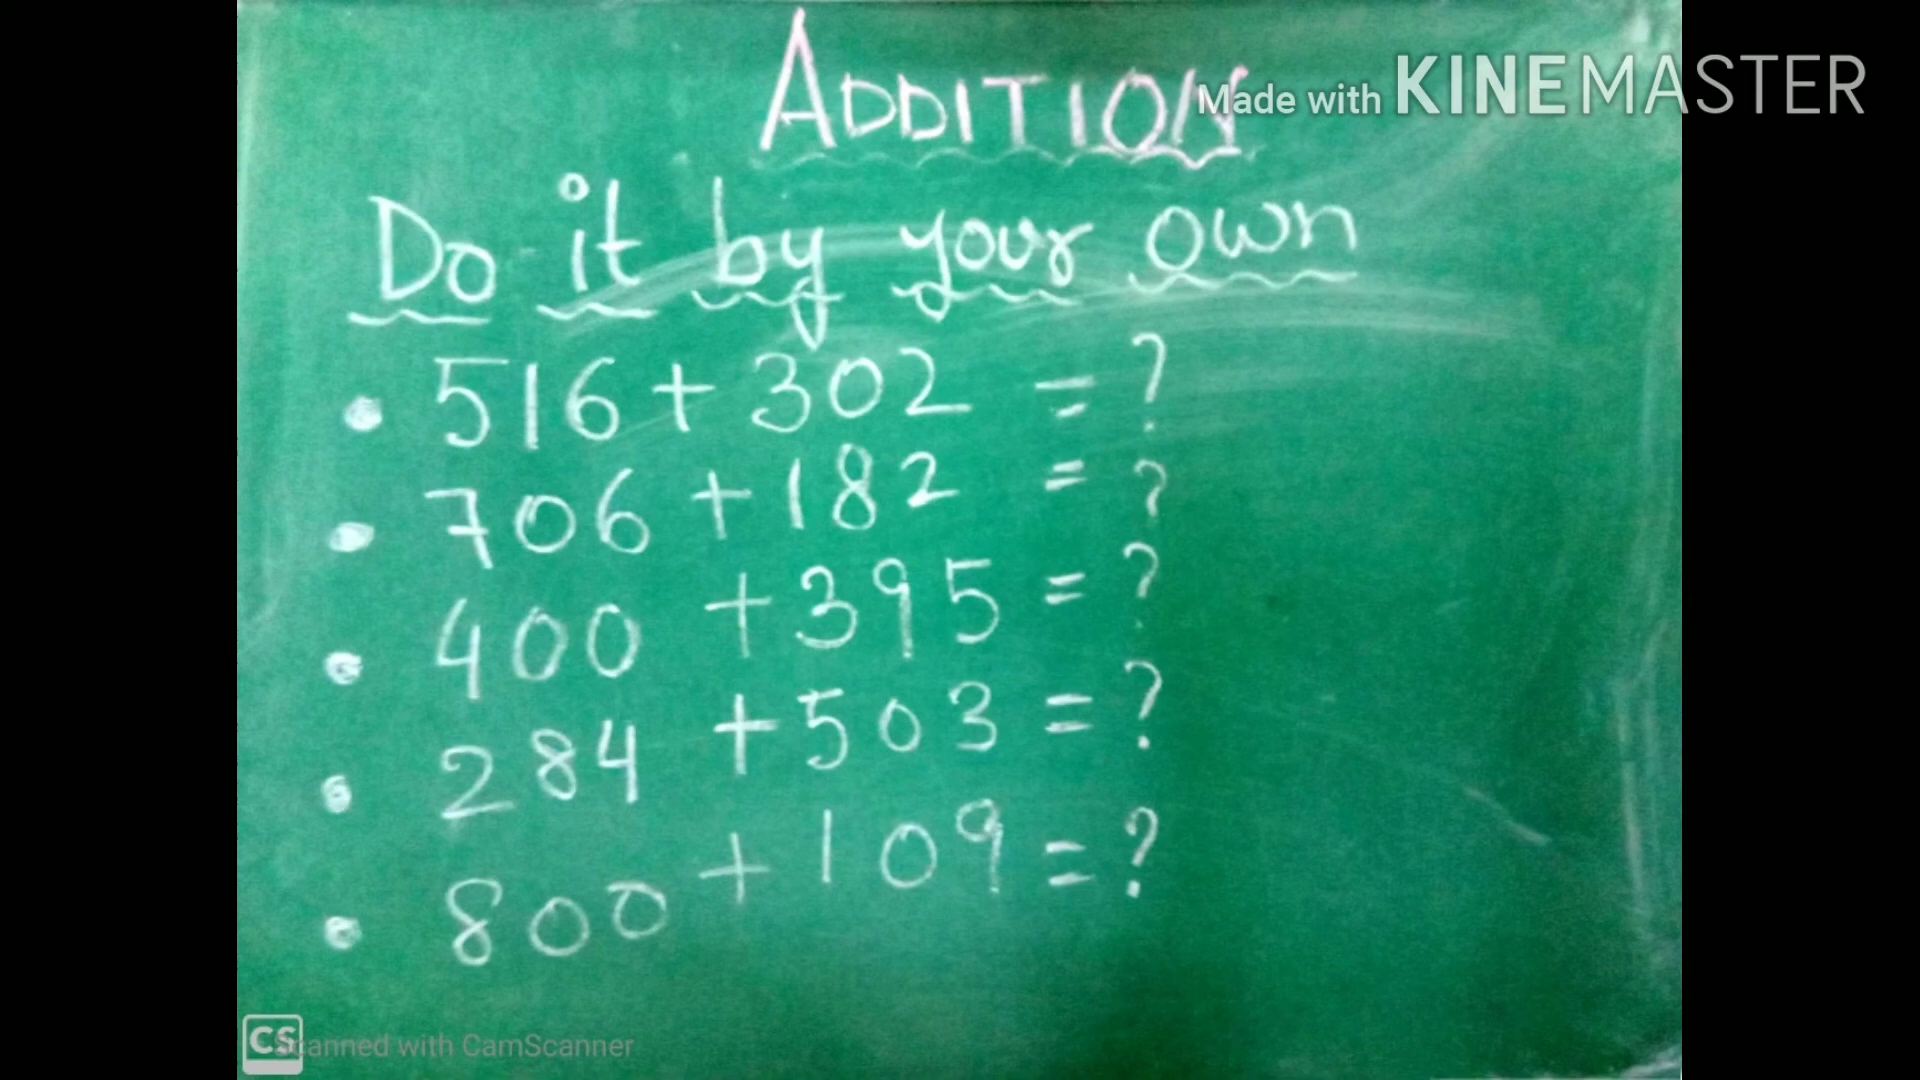 ADDITION
Made with KINEMASTER
Do it by your own
• 516 + 302 = ?
• 706 + 182 = ?
• 400 + 395 = ?
• 284 + 503 = ?
• 800 + 109 = ?
CS Scanned with CamScanner